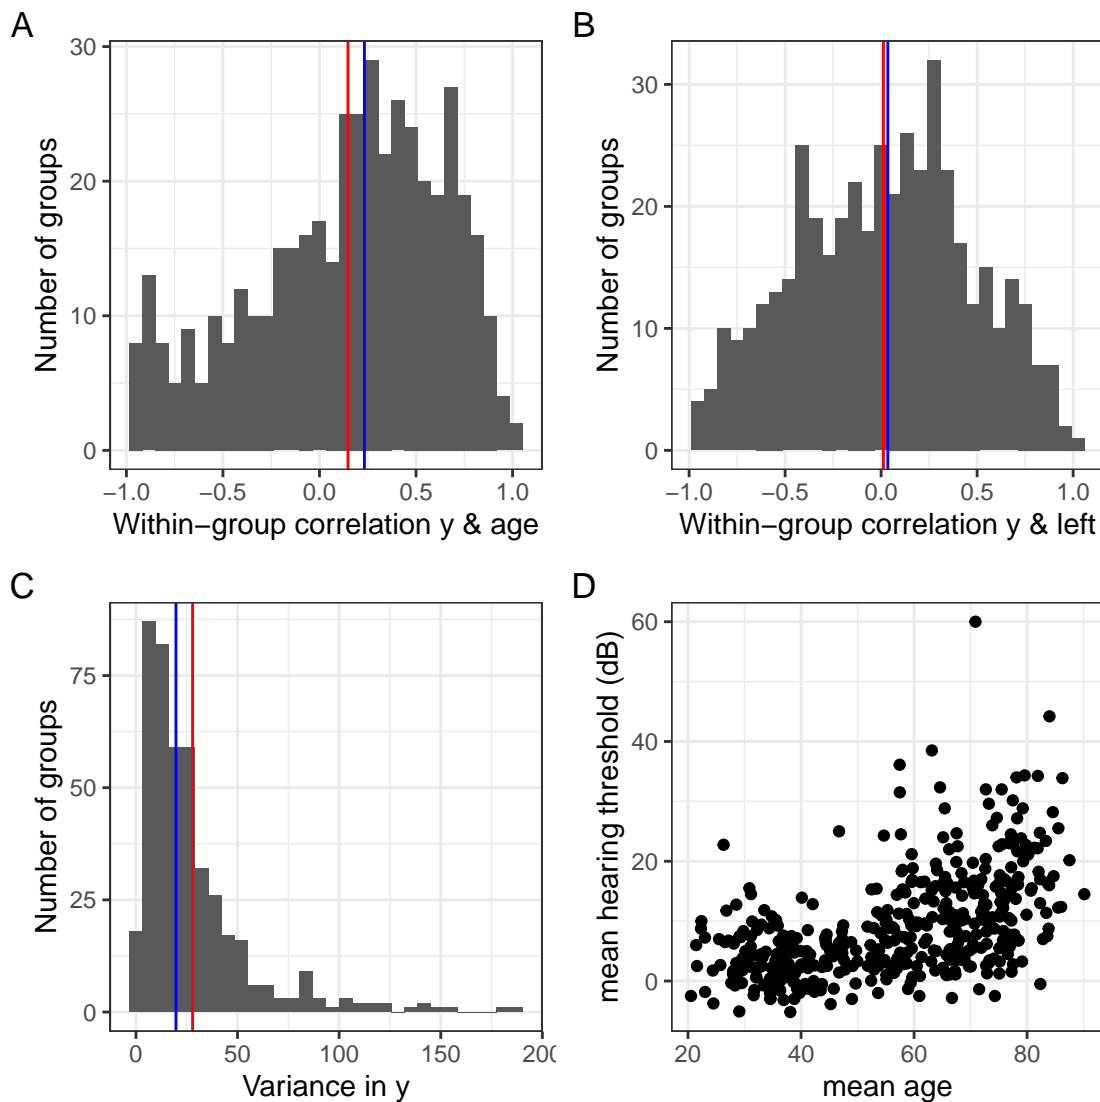 A
B
30
20
10
0
Number of groups
−1.0
−0.5
0.0
0.5
1.0
Within−group correlation y & age
30
20
10
0
Number of groups
−1.0
−0.5
0.0
0.5
1.0
Within−group correlation y & left
C
D
75
50
25
0
Number of groups
0
50
100
150
200
Variance in y
60
40
20
0
mean hearing threshold (dB)
20
40
60
80
mean age